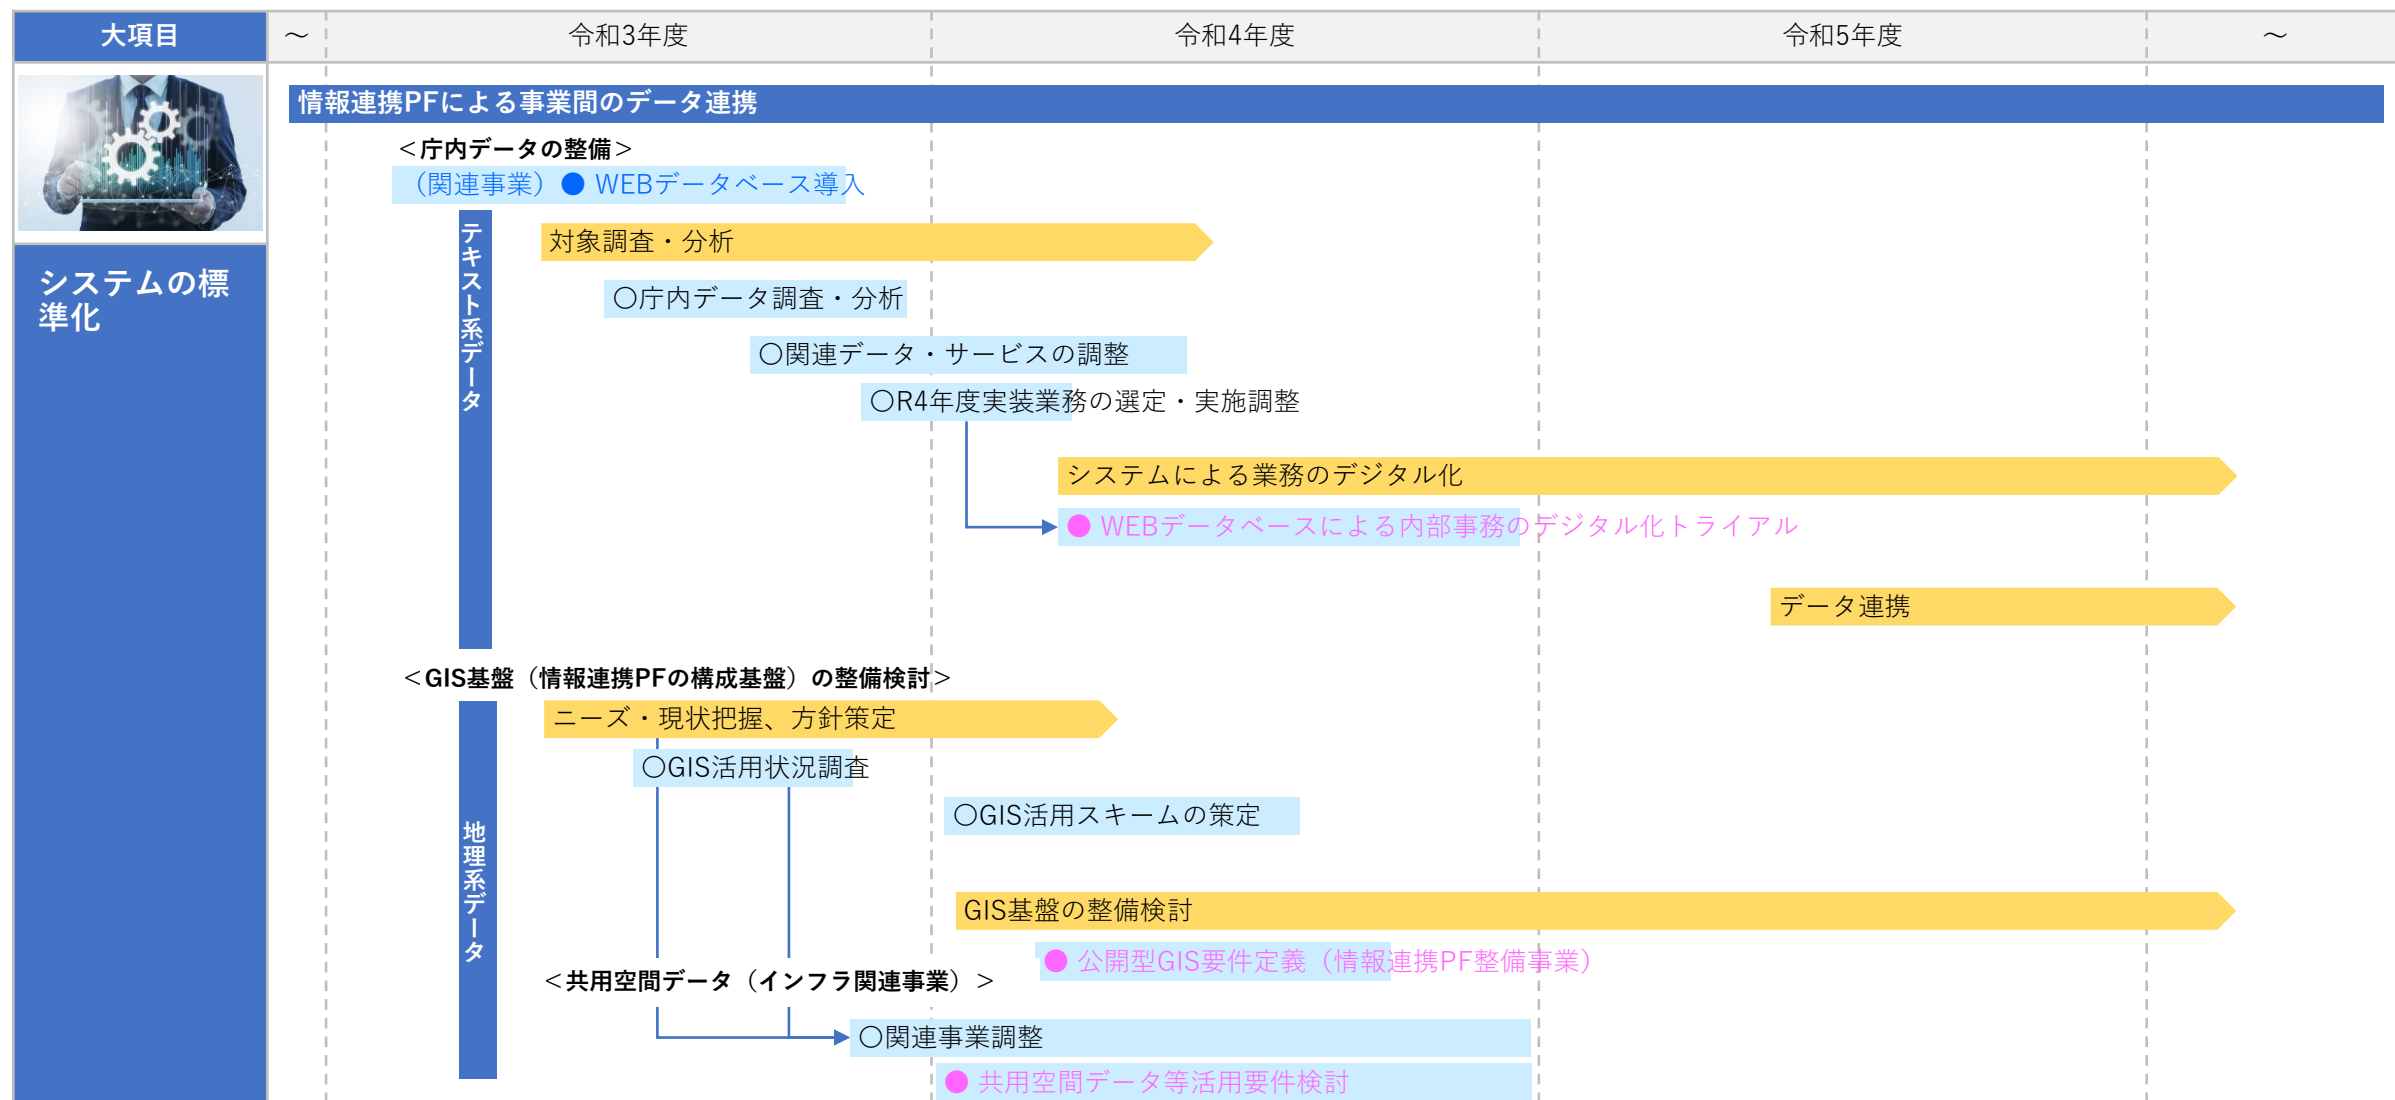 大項目
～
令和3年度
令和4年度
令和5年度
～
システムの標
準化
情報連携PFによる事業間のデータ連携
＜庁内データの整備＞
（関連事業）● WEBデータベース導入
テキスト系データ
対象調査・分析
〇庁内データ調査・分析
〇関連データ・サービスの調整
〇R4年度実装業務の選定・実施調整
システムによる業務のデジタル化
● WEBデータベースによる内部事務のデジタル化トライアル
データ連携
＜GIS基盤（情報連携PFの構成基盤）の整備検討＞
地理系データ
ニーズ・現状把握、方針策定
〇GIS活用状況調査
〇GIS活用スキームの策定
GIS基盤の整備検討
● 公開型GIS要件定義（情報連携PF整備事業）
＜共用空間データ（インフラ関連事業）＞
〇関連事業調整
● 共用空間データ等活用要件検討